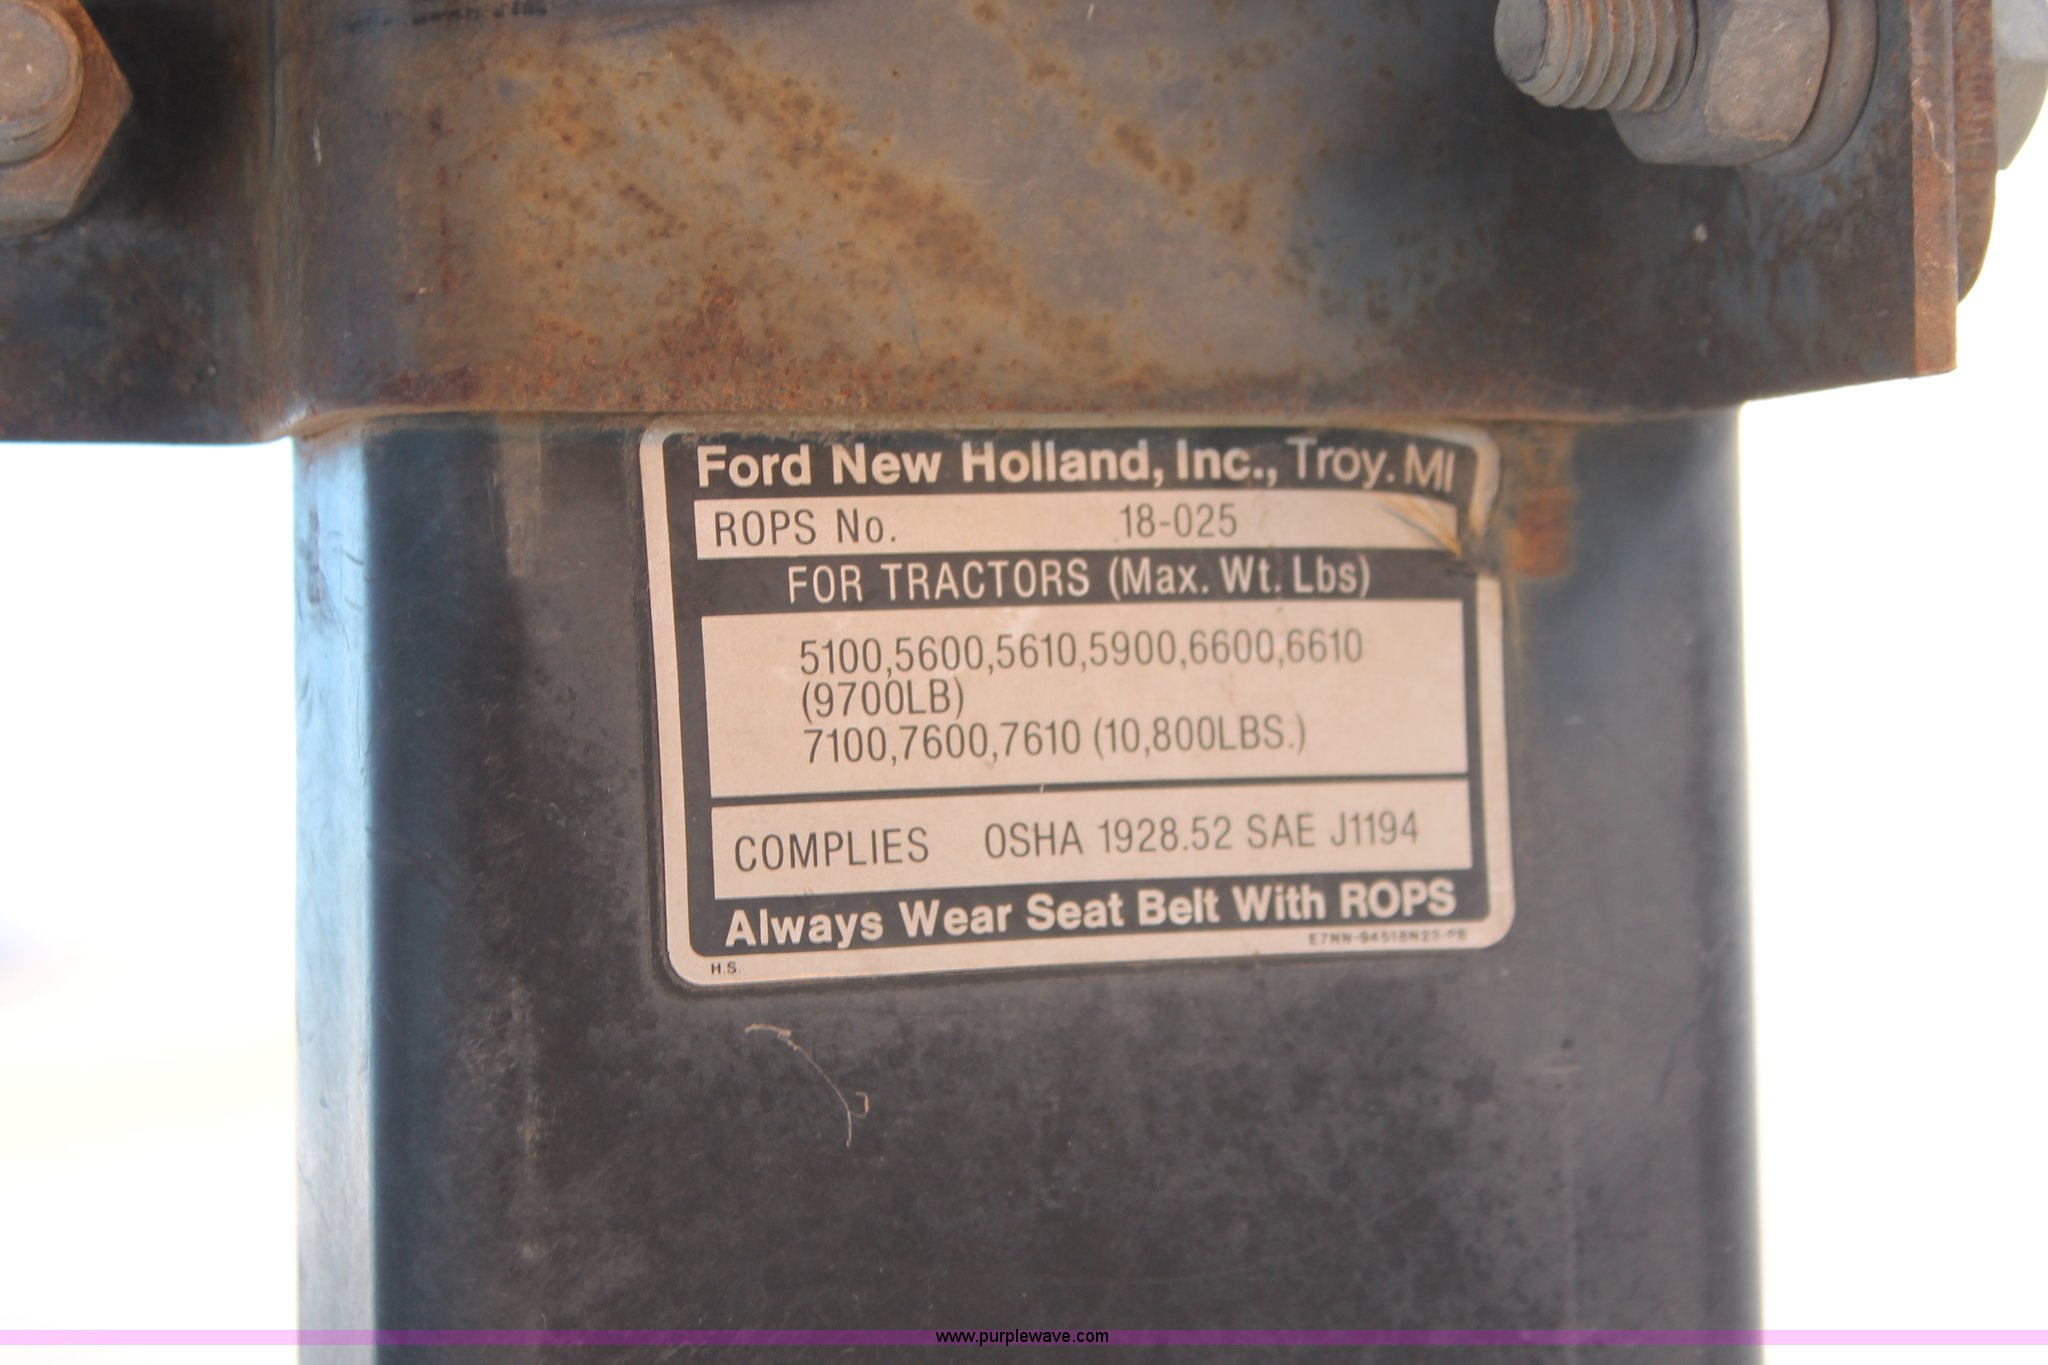 Ford New Holland, Inc., Troy. MI
ROPS No. 18-025
FOR TRACTORS (Max. Wt. Lbs)
5100,5600,5610,5900,6600,6610
(9700LB)
7100,7600,7610 (10,800LBS.)
COMPLIES OSHA 1928.52 SAE J1194
Always Wear Seat Belt With ROPS
H.S.
www.purplewave.com